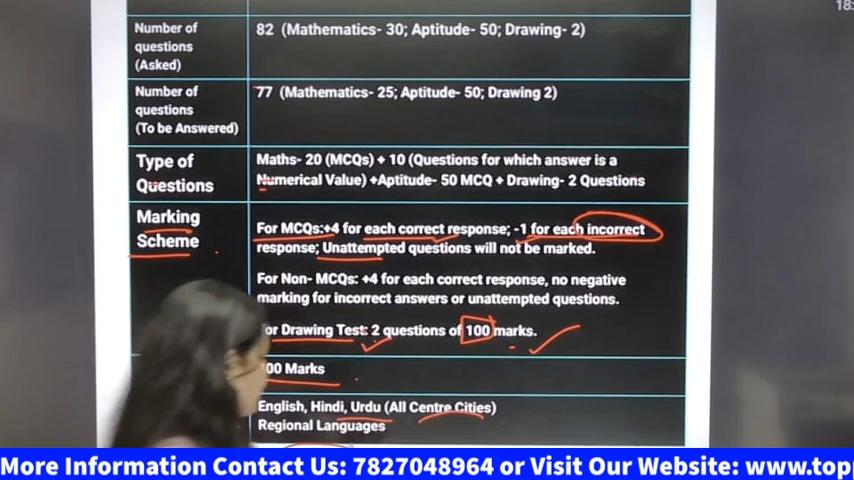 18:
Number of
questions
(Asked)
82 (Mathematics- 30; Aptitude- 50; Drawing- 2)
Number of
questions
(To be Answered)
77 (Mathematics- 25; Aptitude- 50; Drawing 2)
Type of
Questions
Maths- 20 (MCQs) + 10 (Questions for which answer is a
Numerical Value) +Aptitude- 50 MCQ + Drawing- 2 Questions
Marking
Scheme
For MCQs:+4 for each correct response; -1 for each incorrect
response; Unattempted questions will not be marked.
For Non- MCQs: +4 for each correct response, no negative
marking for incorrect answers or unattempted questions.
or Drawing Test: 2 questions of 100 marks.
00 Marks
English, Hindi, Urdu (All Centre Cities)
Regional Languages
More Information Contact Us: 7827048964 or Visit Our Website: www.top